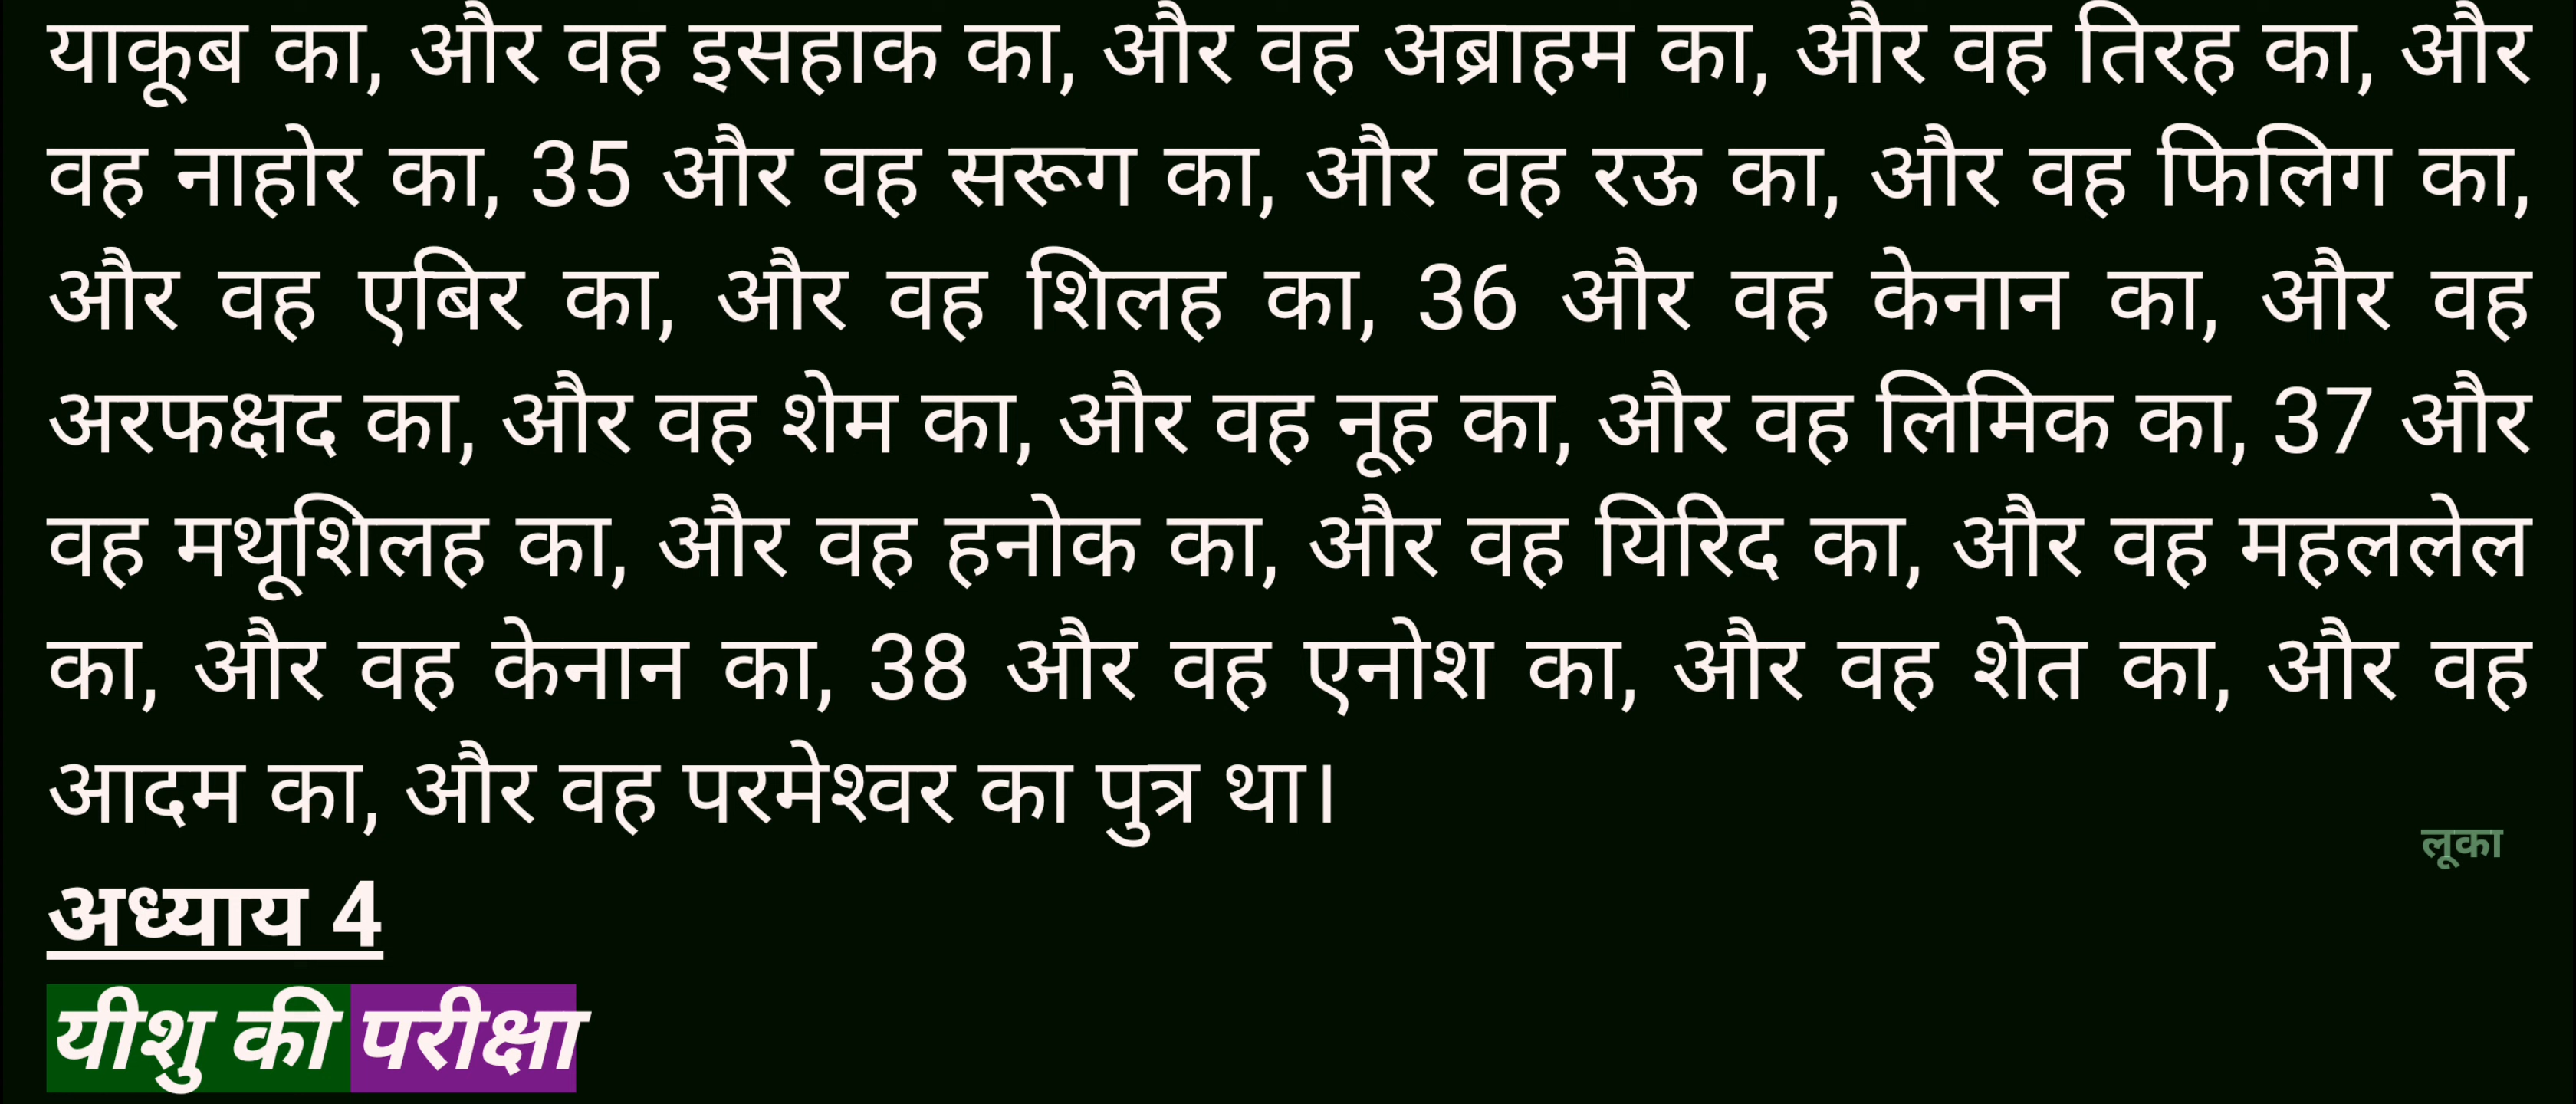 याकूब का, और वह इसहाक का, और वह अब्राहम का, और वह तिरह का, और
वह नाहोर का, 35 और वह सरूग का, और वह रऊ का, और वह फिलिग का,
और वह एबिर का, और वह शिलह का, 36 और वह केनान का, और वह
अरफक्षद का, और वह शेम का, और वह नूह का, और वह लिमिक का, 37 और
वह मथूशिलह का, और वह हनोक का, और वह यिरिद का, और वह महललेल
का, और वह केनान का, 38 और वह एनोश का, और वह शेत का, और वह
आदम का, और वह परमेश्वर का पुत्र था।
लूका
अध्याय 4
यीशु की परीक्षा